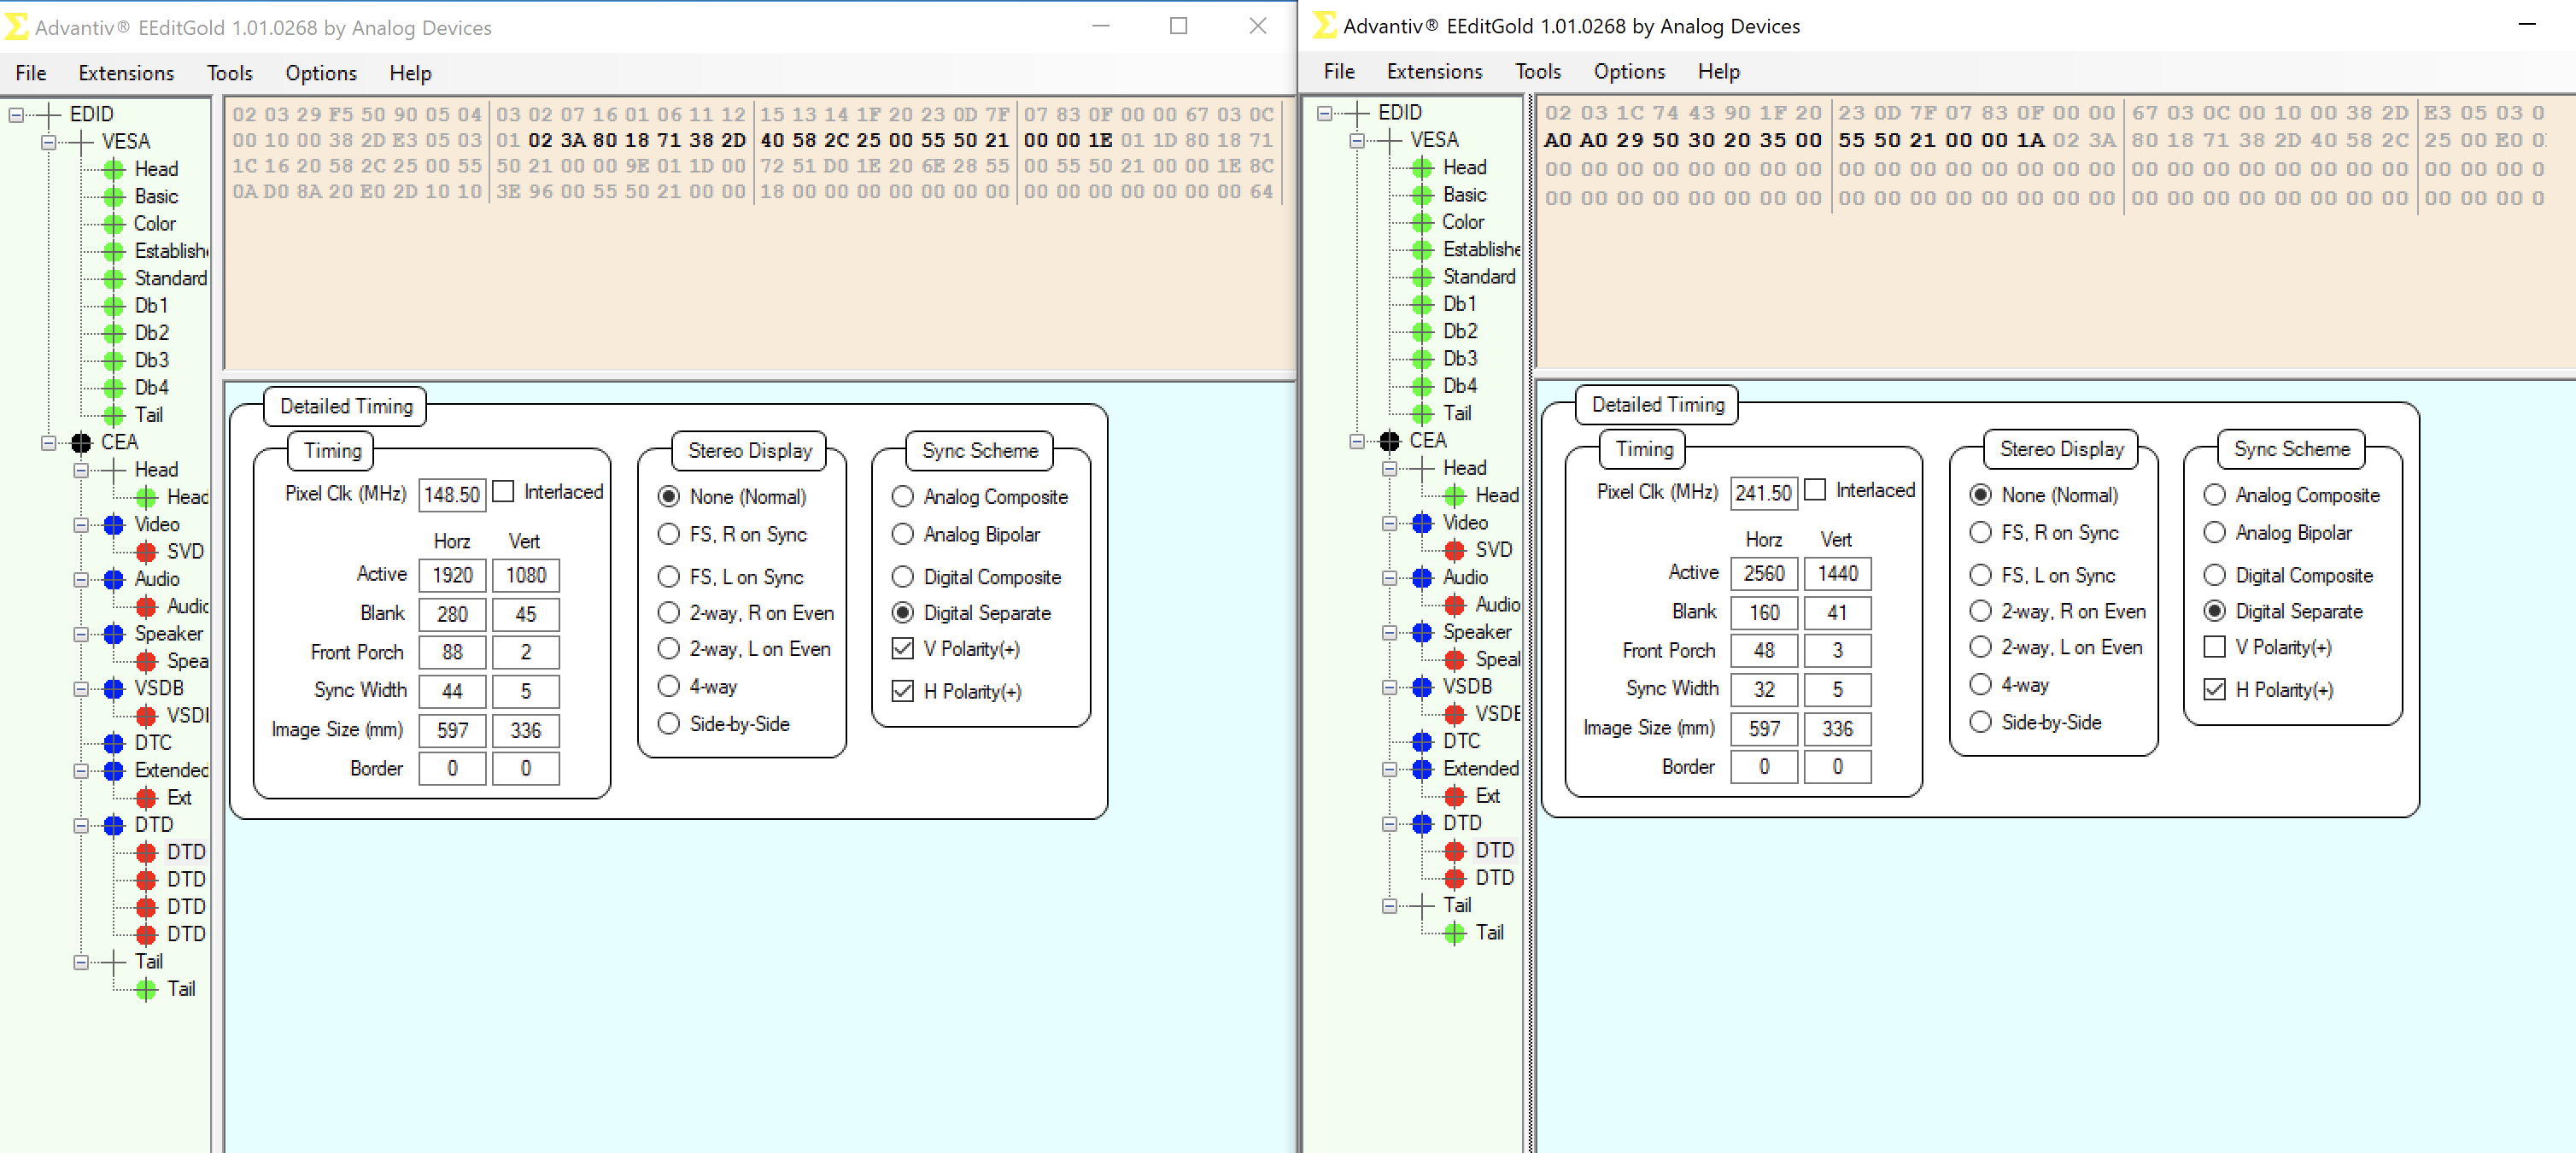 Advantiv® EEditGold 1.01.0268 by Analog Devices
File Extensions Tools Options Help
EDID
VESA
Head
Basic
Color
Establishe
Standard
Db1
Db2
Db3
Db4
Tail
CEA
Head
Head
Video
SVD
Audio
Audio
Speaker
Spea
VSDB
VSDI
DTC
Extended
Ext
DTD
DTD
DTD
DTD
DTD
Tail
Tail
02 03 29 F5 50 90 05 04 03 02 07 16 01 06 11 12 15 13 14 1F 20 23 0D 7F 07 83 0F 00 00 67 03 0C
00 10 00 38 2D E3 05 03 01 02 3A 80 18 71 38 2D 40 58 2C 25 00 55 50 21 00 00 1E 01 1D 80 18 71
1C 16 20 58 2C 25 00 55 50 21 00 00 9E 01 1D 00 72 51 D0 1E 20 6E 28 55 00 55 50 21 00 00 1E 8C
0A D0 8A 20 E0 2D 10 10 3E 96 00 55 50 21 00 00 18 00 00 00 00 00 00 00 00 00 00 00 00 00 00 64
Detailed Timing
Timing
Pixel Clk (MHz) 148.50 Interlaced
Horz Vert
Active 1920 1080
Blank 280 45
Front Porch 88 2
Sync Width 44 5
Image Size (mm) 597 336
Border 0 0
Stereo Display
None (Normal)
FS, R on Sync
FS, L on Sync
2-way, R on Even
2-way, L on Even
4-way
Side-by-Side
Sync Scheme
Analog Composite
Analog Bipolar
Digital Composite
Digital Separate
V Polarity(+)
H Polarity(+)
Advantiv® EEditGold 1.01.0268 by Analog Devices
File Extensions Tools Options Help
EDID
VESA
Head
Basic
Color
Establishe
Standard
Db1
Db2
Db3
Db4
Tail
CEA
Head
Head
Video
SVD
Audio
Audio
Speaker
Speal
VSDB
VSDE
DTC
Extended
Ext
DTD
DTD
DTD
Tail
Tail
02 03 1C 74 43 90 1F 20 23 0D 7F 07 83 0F 00 00 67 03 0C 00 10 00 38 2D E3 05 03 0
A0 A0 29 50 30 20 35 00 55 50 21 00 00 1A 02 3A 80 18 71 38 2D 40 58 2C 25 00 E0 0
00 00 00 00 00 00 00 00 00 00 00 00 00 00 00 00 00 00 00 00 00 00 00 00 00 00 00 0
00 00 00 00 00 00 00 00 00 00 00 00 00 00 00 00 00 00 00 00 00 00 00 00 00 00 00 0
Detailed Timing
Timing
Pixel Clk (MHz) 241.50 Interlaced
Horz Vert
Active 2560 1440
Blank 160 41
Front Porch 48 3
Sync Width 32 5
Image Size (mm) 597 336
Border 0 0
Stereo Display
None (Normal)
FS, R on Sync
FS, L on Sync
2-way, R on Even
2-way, L on Even
4-way
Side-by-Side
Sync Scheme
Analog Composite
Analog Bipolar
Digital Composite
Digital Separate
V Polarity(+)
H Polarity(+)